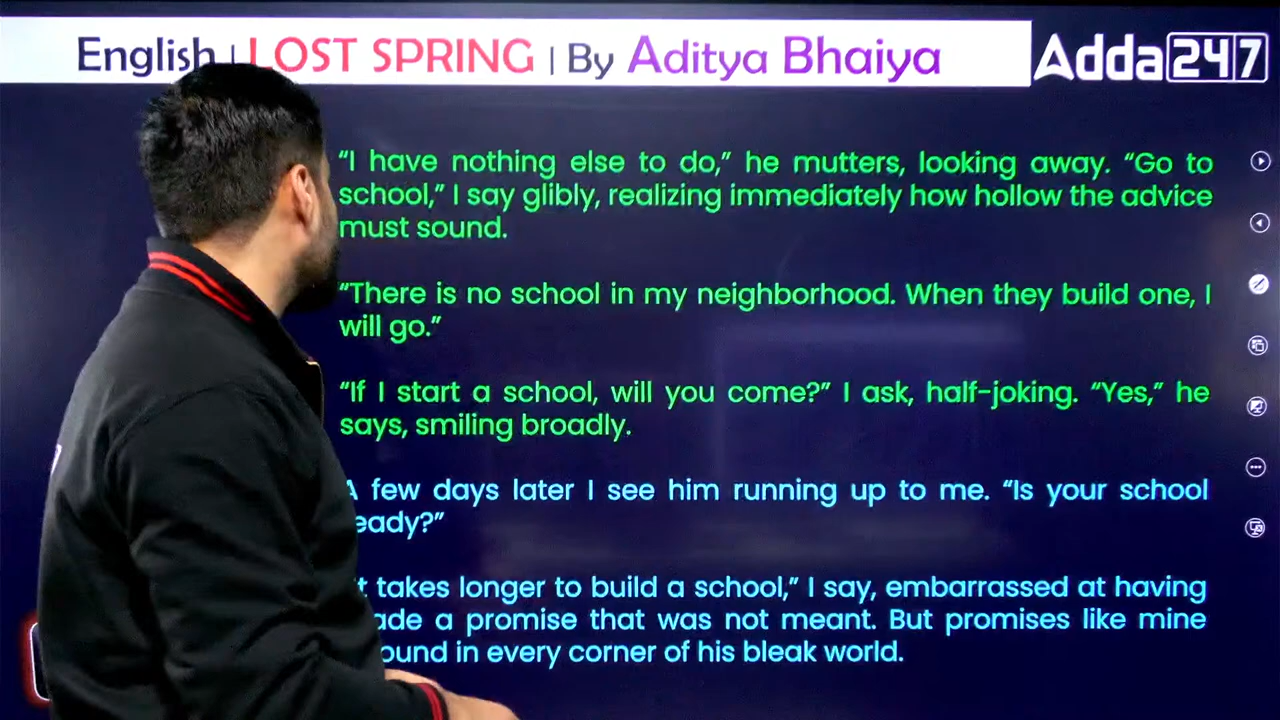 English | LOST SPRING | By Aditya Bhaiya
Adda247
“I have nothing else to do,” he mutters, looking away. “Go to
school,” I say glibly, realizing immediately how hollow the advice
must sound.
“There is no school in my neighborhood. When they build one, I
will go.”
“If I start a school, will you come?” I ask, half-joking. “Yes,” he
says, smiling broadly.
A few days later I see him running up to me. “Is your school
eady?”
t takes longer to build a school,” I say, embarrassed at having
ade a promise that was not meant. But promises like mine
ound in every corner of his bleak world.